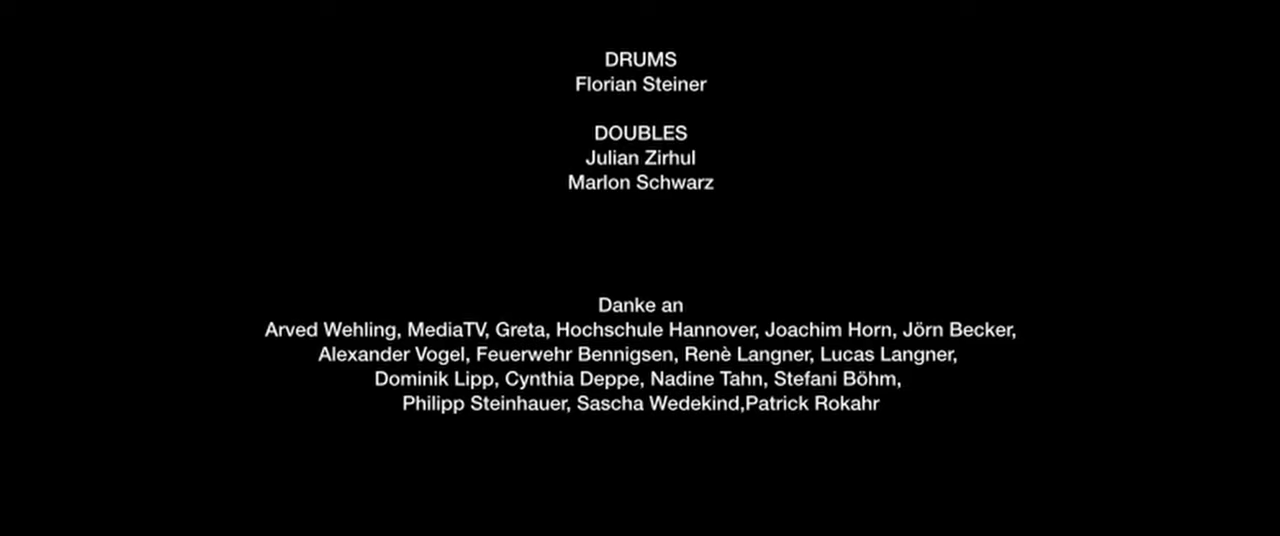 DRUMS
Florian Steiner
DOUBLES
Julian Zirhul
Marlon Schwarz
Danke an
Arved Wehling, MediaTV, Greta, Hochschule Hannover, Joachim Horn, Jörn Becker,
Alexander Vogel, Feuerwehr Bennigsen, Renè Langner, Lucas Langner,
Dominik Lipp, Cynthia Deppe, Nadine Tahn, Stefani Böhm,
Philipp Steinhauer, Sascha Wedekind,Patrick Rokahr